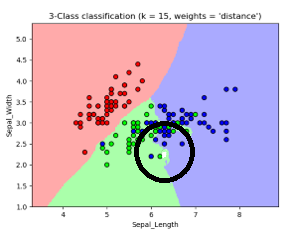 3-Class classification (k = 15, weights = 'distance')
5.0
4.5
4.0
3.5
3.0
2.5
2.0
1.5
1.0
Sepal_Width
4 5 6 7 8
Sepal_Length